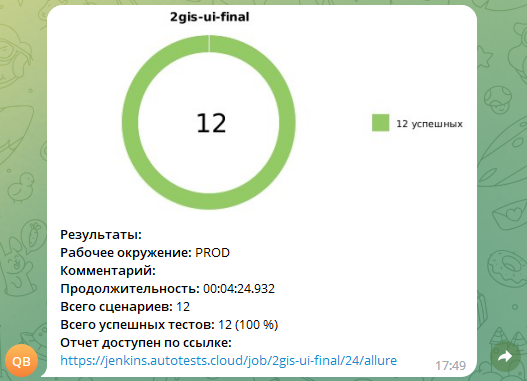 2gis-ui-final
12
12 успешных
Результаты:
Рабочее окружение: PROD
Комментарий:
Продолжительность: 00:04:24.932
Всего сценариев: 12
Всего успешных тестов: 12 (100 %)
Отчет доступен по ссылке:
https://jenkins.autotests.cloud/job/2gis-ui-final/24/allure
QB
17:49